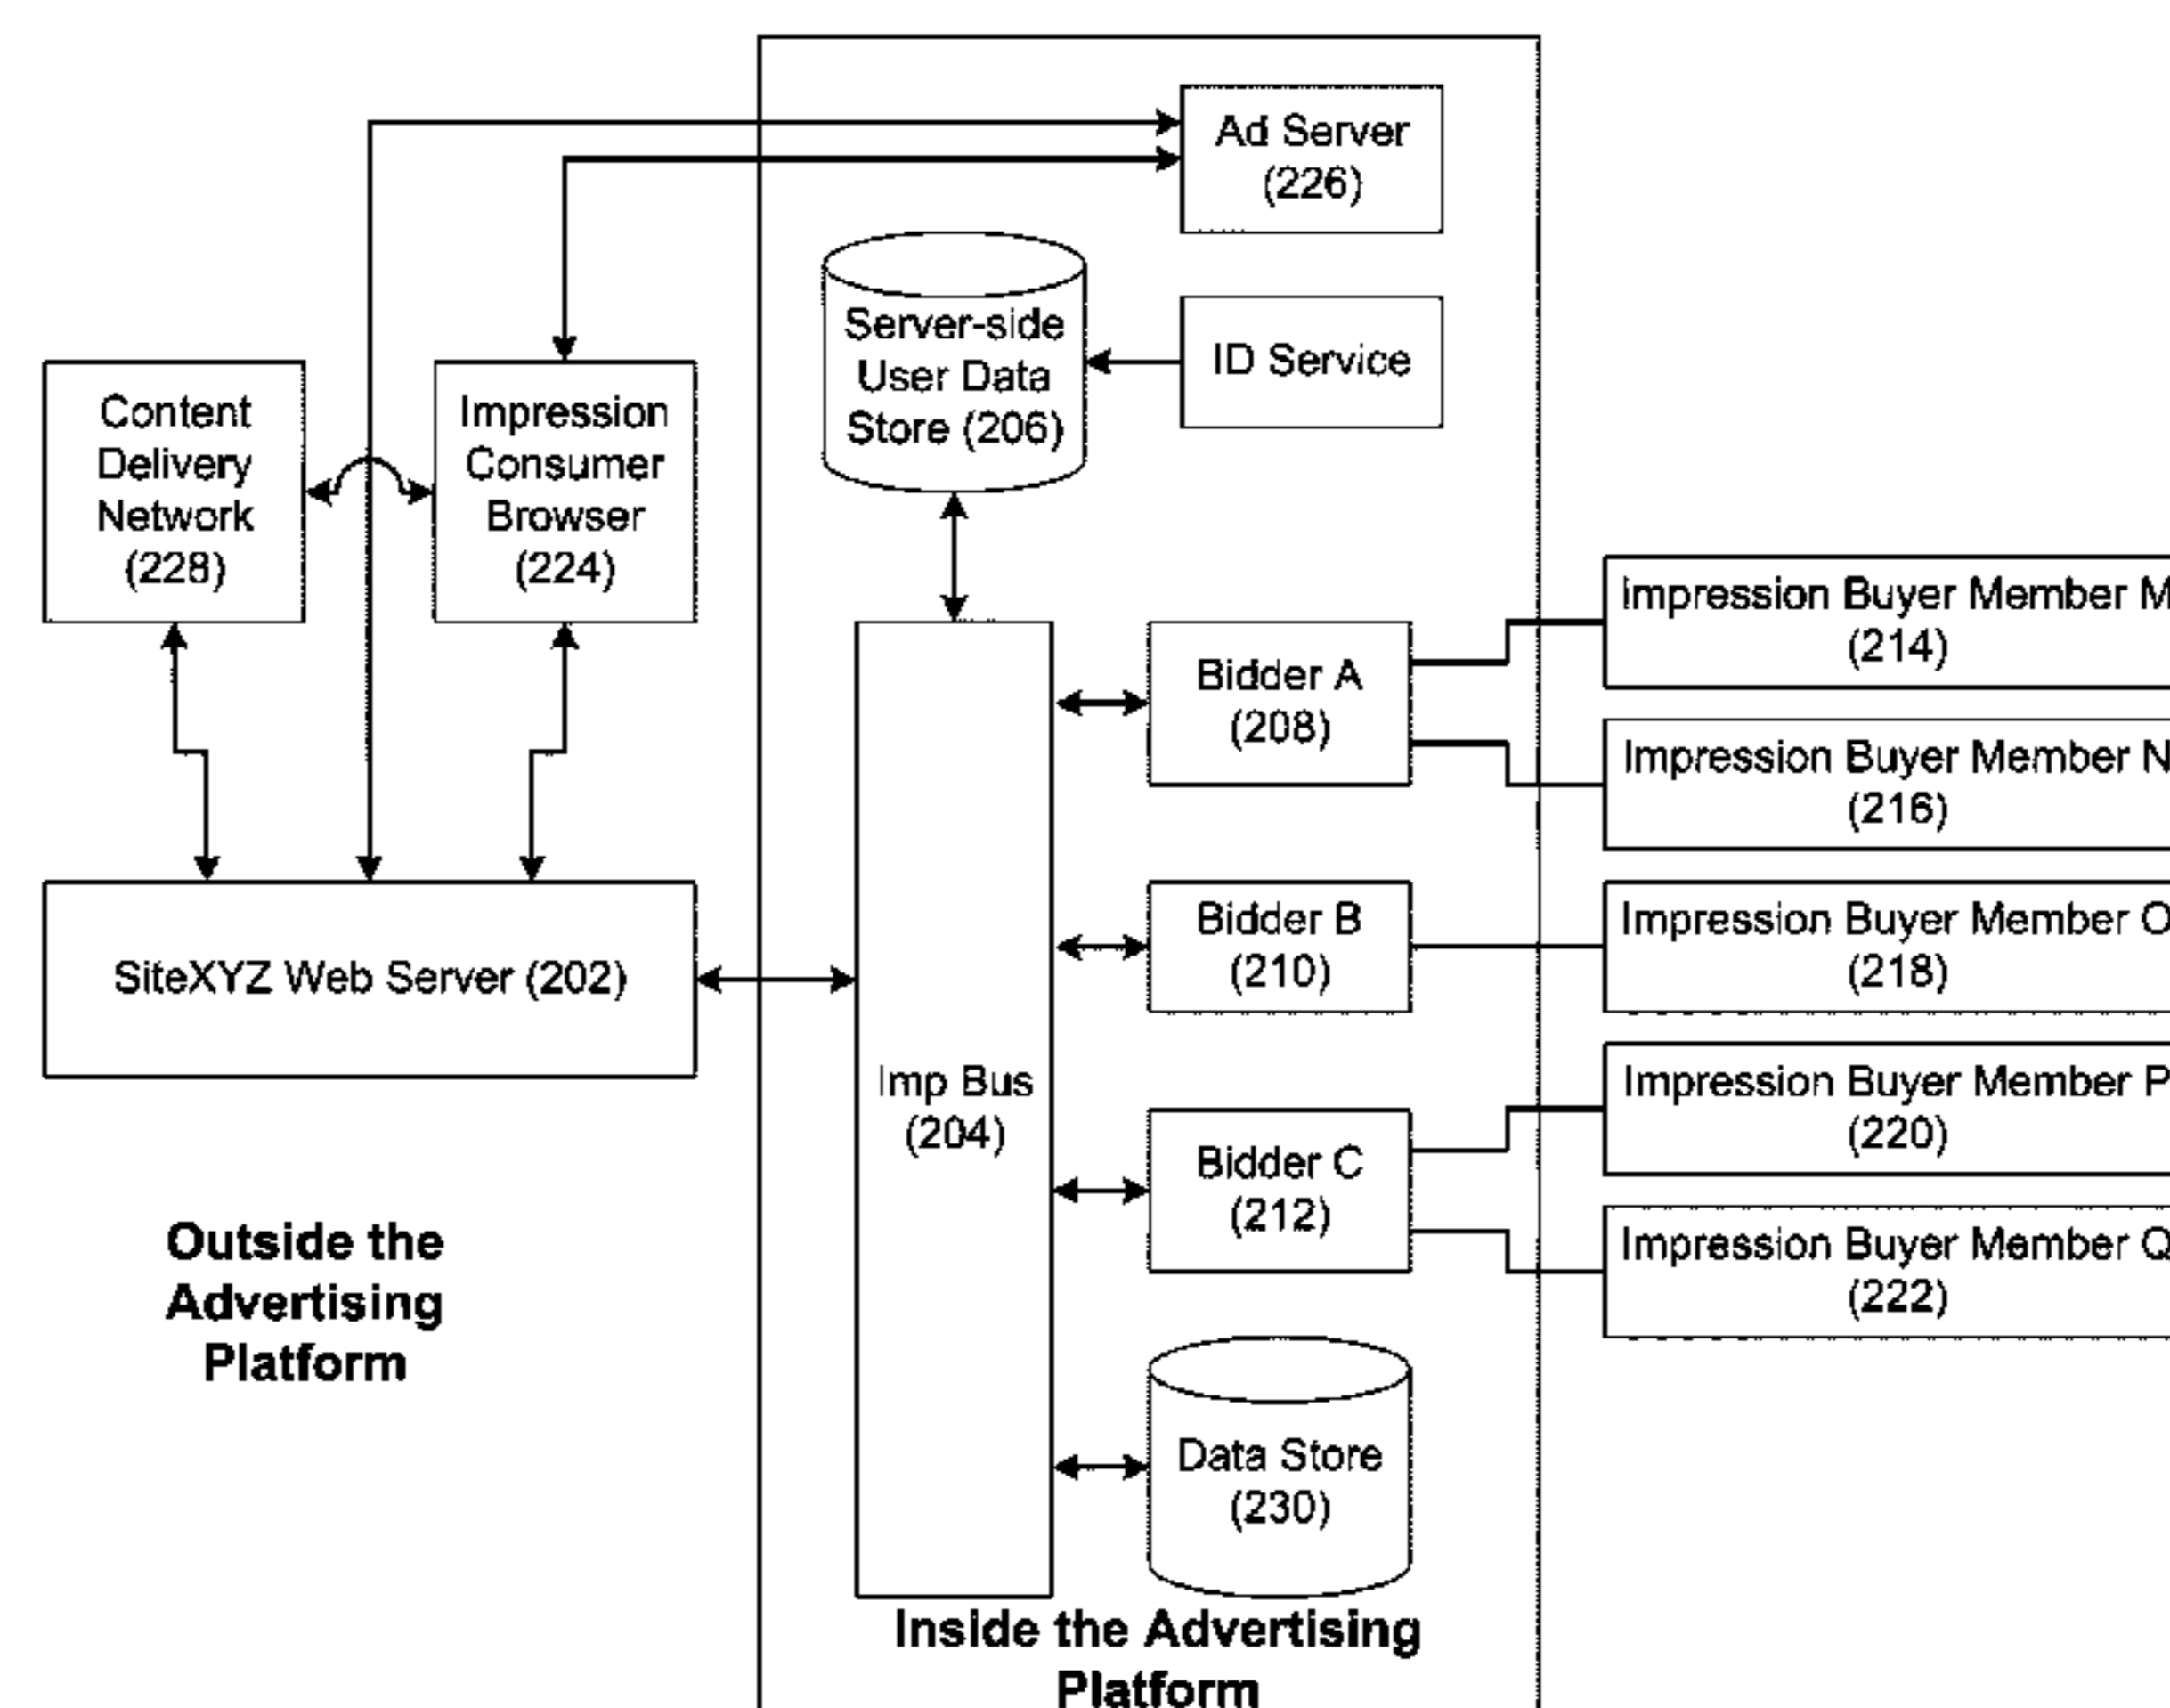 Ad Server
(226)
Server-side
User Data
Store (206)
ID Service
Content
Delivery
Network
(228)
Impression
Consumer
Browser
(224)
Impression Buyer Member M
(214)
Bidder A
(208)
Impression Buyer Member N
(216)
Bidder B
(210)
Impression Buyer Member O
(218)
SiteXYZ Web Server (202)
Imp Bus
(204)
Impression Buyer Member P
(220)
Bidder C
(212)
Impression Buyer Member Q
(222)
Outside the
Advertising
Platform
Data Store
(230)
Inside the Advertising
Platform